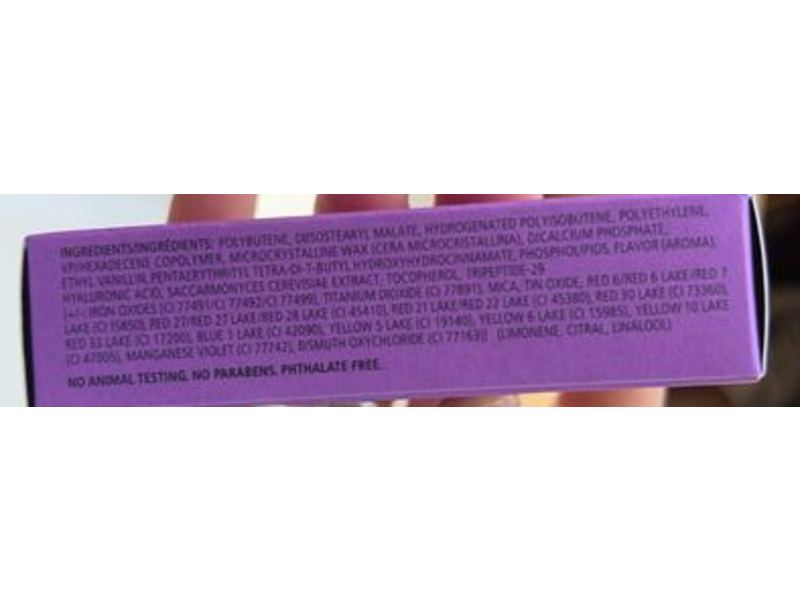 INGREDIENTS/INGRÉDIENTS: POLYBUTENE, DIISOSTEARYL MALATE, HYDROGENATED POLYISOBUTENE, POLYETHYLENE,
VP/HEXADECENE COPOLYMER, MICROCRYSTALLINE WAX (CERA MICROCRISTALLINA), DICALCIUM PHOSPHATE,
ETHYL VANILLIN, PENTAERYTHRITYL TETRA-DI-T-BUTYL HYDROXYHYDROCINNAMATE, PHOSPHOLIPIDS, FLAVOR (AROMA),
HYALURONIC ACID, SACCARMOMYCES CEREVISIAE EXTRACT, TOCOPHEROL, TRIPEPTIDE-29
[+/-: IRON OXIDES (CI 77491/CI 77492/CI 77499), TITANIUM DIOXIDE (CI 77891), MICA, TIN OXIDE, RED 6/RED 6 LAKE/RED 7
LAKE (CI 15850), RED 27/RED 27 LAKE/RED 28 LAKE (CI 45410), RED 21 LAKE/RED 22 LAKE (CI 45380), RED 30 LAKE (CI 73360),
RED 33 LAKE (CI 17200), BLUE 1 LAKE (CI 42090), YELLOW 5 LAKE (CI 19140), YELLOW 6 LAKE (CI 15985), YELLOW 10 LAKE
(CI 47005), MANGANESE VIOLET (CI 77742), BISMUTH OXYCHLORIDE (CI 77163)] (LIMONENE, CITRAL, LINALOOL)
NO ANIMAL TESTING. NO PARABENS. PHTHALATE FREE.